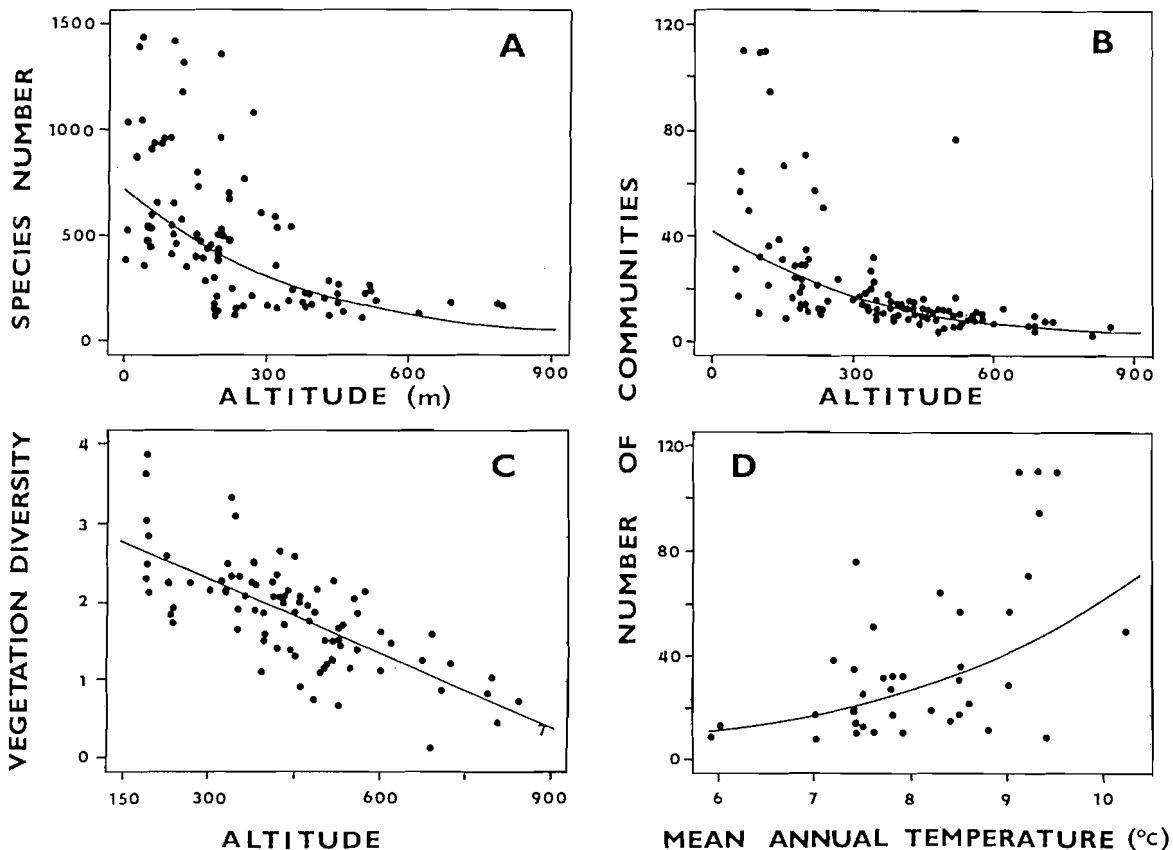 A
SPECIES NUMBER
1500
1000
500
0
0 300 600 900
ALTITUDE (m)
B
COMMUNITIES
120
80
40
0
0 300 600 900
ALTITUDE
C
VEGETATION DIVERSITY
4
3
2
1
0
150 300 600 900
ALTITUDE
D
NUMBER OF
120
80
40
0
6 7 8 9 10
MEAN ANNUAL TEMPERATURE (°c)